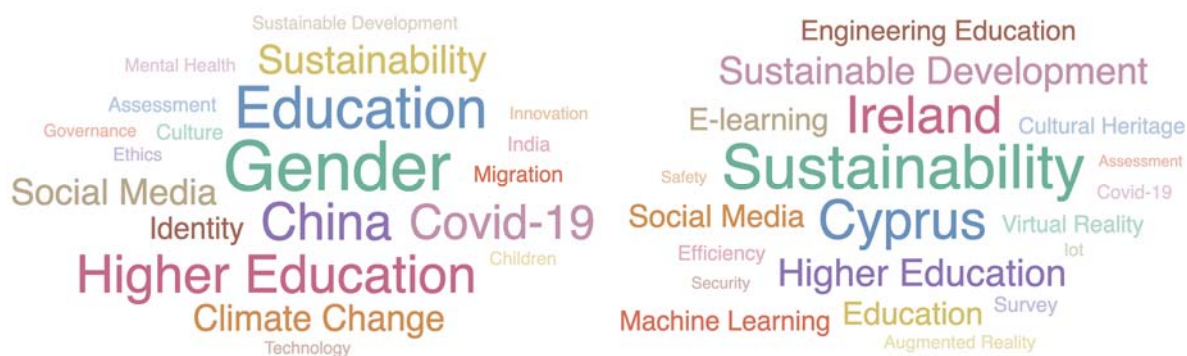 Sustainable Development
Mental Health Sustainability
Assessment Education Innovation
Governance Culture
Ethics Gender India
Social Media Migration
Identity China Covid-19
Higher Education Children
Climate Change
Technology
Engineering Education
Sustainable Development
E-learning Ireland Cultural Heritage
Safety Sustainability Assessment
Covid-19
Social Media Cyprus Virtual Reality
Efficiency Iot
Security Higher Education
Machine Learning Education Survey
Augmented Reality